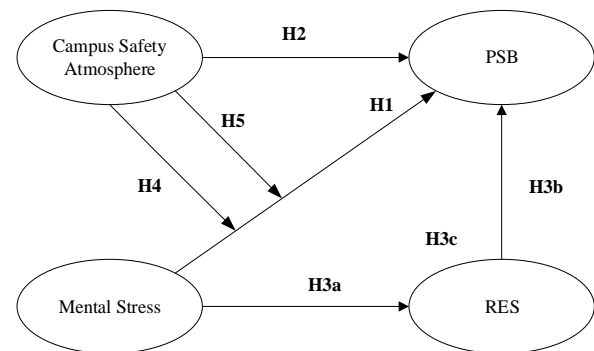 Campus Safety
Atmosphere
H2
PSB
H5
H1
H4
H3b
H3c
Mental Stress
H3a
RES